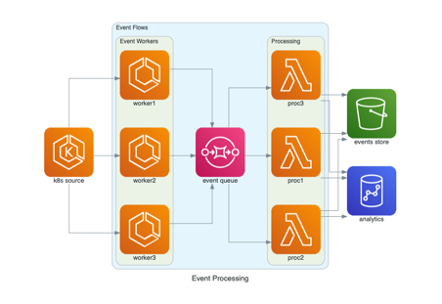 Event Flows
Event Workers
Processing
worker1
proc3
k8s source
worker2
event queue
proc1
events store
analytics
worker3
proc2
Event Processing